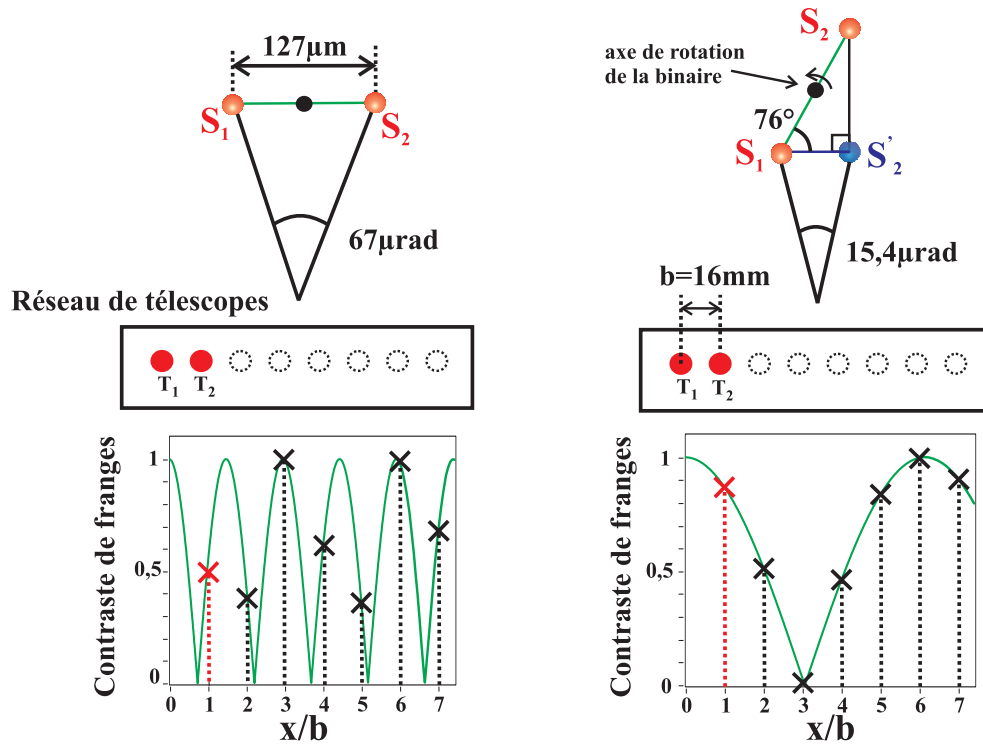 127µm
S₁
S₂
67µrad
Réseau de télescopes
T₁ T₂
Contraste de franges
1
0,5
0
0 1 2 3 4 5 6 7
x/b
S₂
axe de rotation
de la binaire
76°
S₁
S₂'
15,4µrad
b=16mm
T₁ T₂
Contraste de franges
1
0,5
0
0 1 2 3 4 5 6 7
x/b